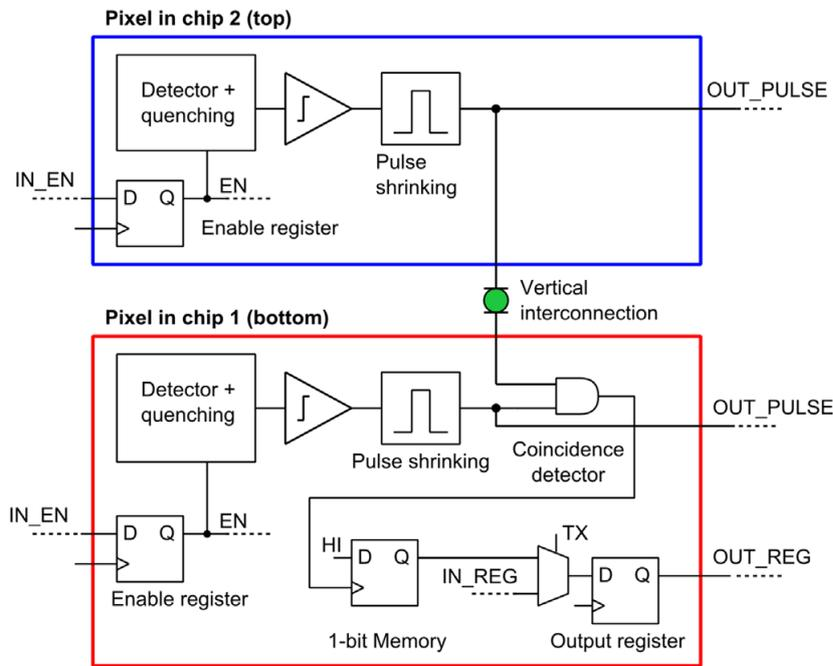 Pixel in chip 2 (top)
Detector +
quenching
OUT_PULSE
Pulse
shrinking
IN_EN
D Q
EN
Enable register
Vertical
interconnection
Pixel in chip 1 (bottom)
Detector +
quenching
OUT_PULSE
Pulse shrinking
Coincidence
detector
IN_EN
D Q
EN
Enable register
HI
D Q
1-bit Memory
IN_REG
TX
D Q
Output register
OUT_REG